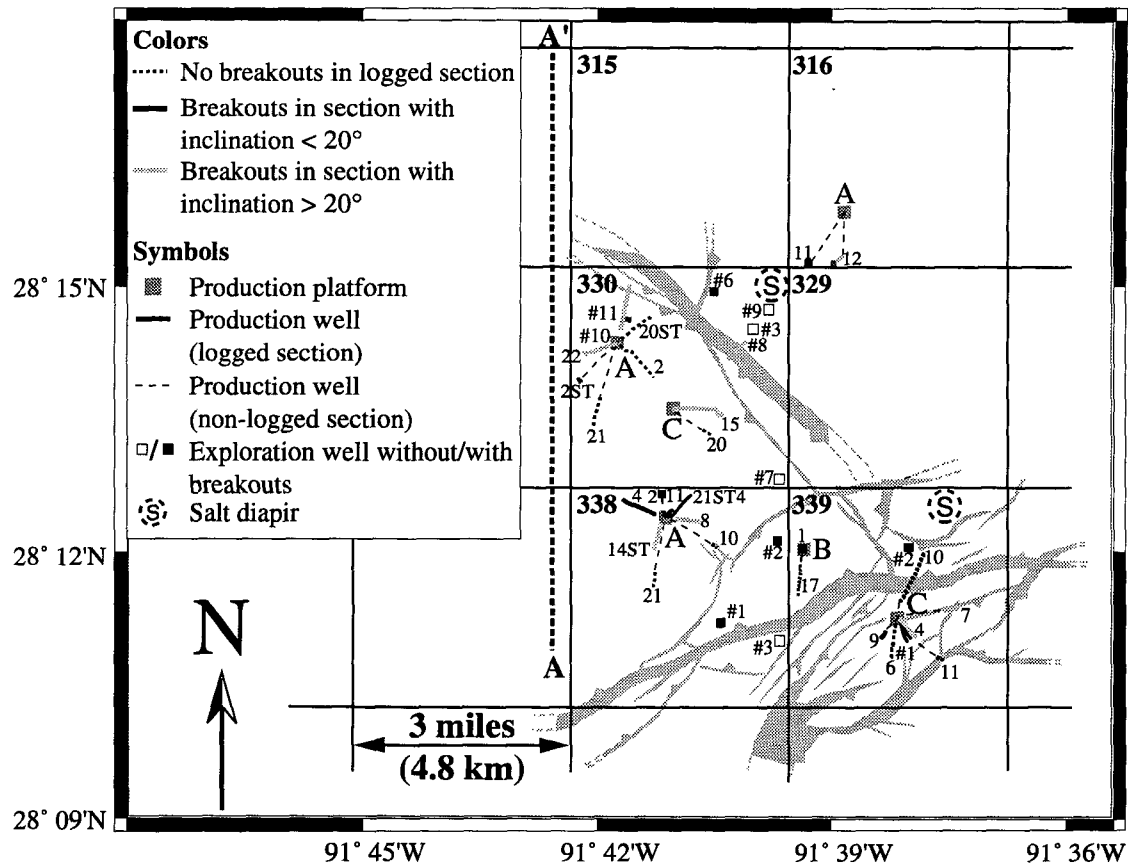 Colors
No breakouts in logged section
Breakouts in section with
inclination < 20°
Breakouts in section with
inclination > 20°
Symbols
Production platform
Production well
(logged section)
Production well
(non-logged section)
□/■ Exploration well without/with
breakouts
S Salt diapir
A'
315
316
A
11
12
28° 15'N
330
#6
S
329
#9
#3
#8
#11
#10
20ST
22
A
2
2ST
21
C
15
20
#7
338
4 2 11 21ST4
339
S
A
8
10
14ST
21
#2
1
B
17
#2
10
28° 12'N
#1
#3
C
7
4
9
#1
6
11
A
N
3 miles
(4.8 km)
28° 09'N
91° 45'W
91° 42'W
91° 39'W
91° 36'W